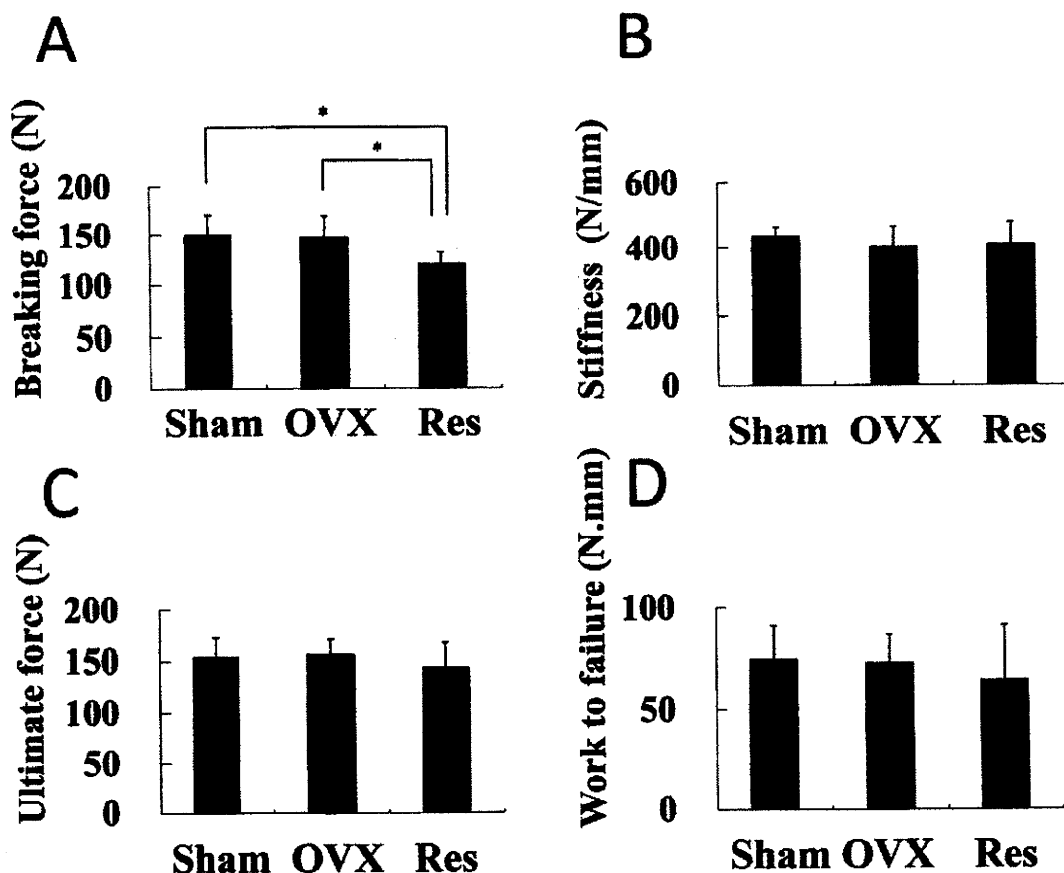 A
Breaking force (N)
*
*
200
150
100
50
0
Sham OVX Res
B
Stiffness (N/mm)
600
400
200
0
Sham OVX Res
C
Ultimate force (N)
200
150
100
50
0
Sham OVX Res
D
Work to failure (N.mm)
100
50
0
Sham OVX Res